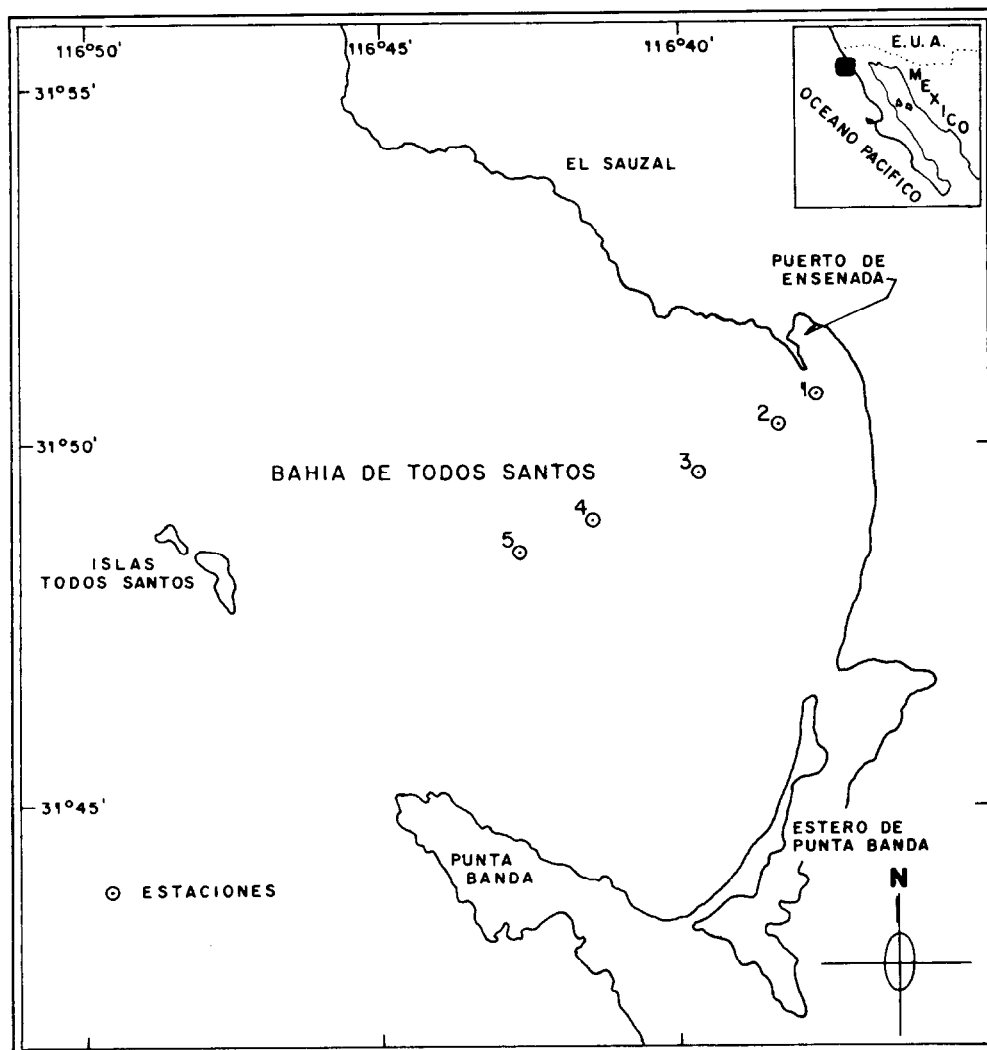 116°50'
116°45'
116°40'
31°55'
E.U.A.
MEXICO
OCEANO PACIFICO
EL SAUZAL
PUERTO DE
ENSENADA
1
2
31°50'
3
BAHIA DE TODOS SANTOS
4
5
ISLAS
TODOS SANTOS
31°45'
ESTERO DE
PUNTA BANDA
PUNTA
BANDA
N
ESTACIONES